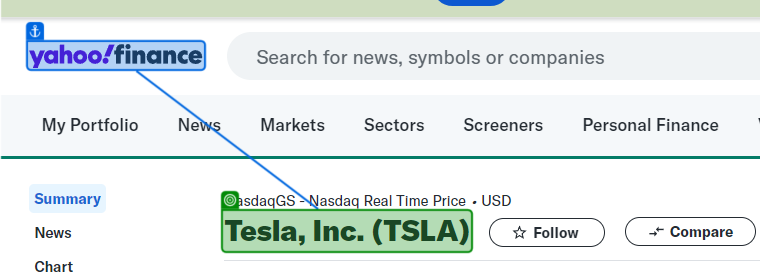 yahoo!finance
Search for news, symbols or companies
My Portfolio News Markets Sectors Screeners Personal Finance
Summary
News
Chart
asdaqGS - Nasdaq Real Time Price • USD
Tesla, Inc. (TSLA)
Follow
Compare